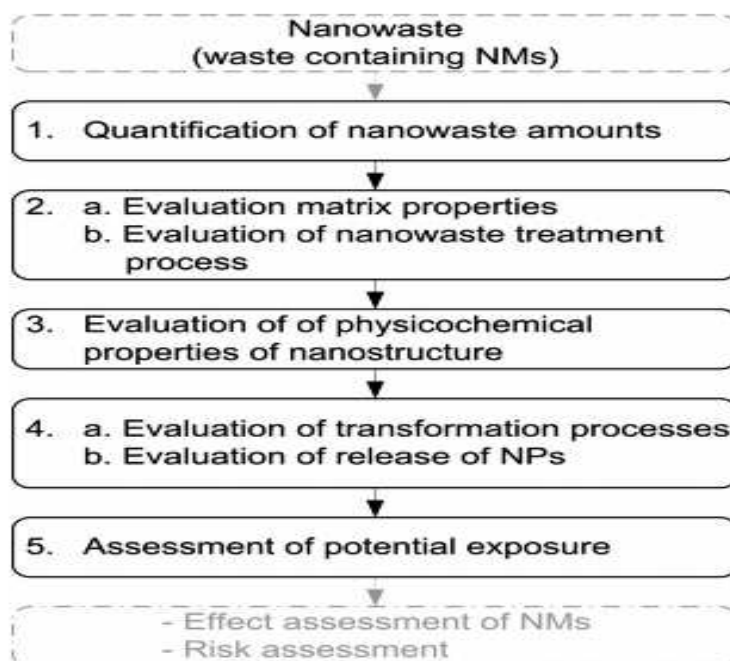 Nanowaste
(waste containing NMs)
1. Quantification of nanowaste amounts
2. a. Evaluation matrix properties
b. Evaluation of nanowaste treatment
process
3. Evaluation of of physicochemical
properties of nanostructure
4. a. Evaluation of transformation processes
b. Evaluation of release of NPs
5. Assessment of potential exposure
- Effect assessment of NMs
- Risk assessment